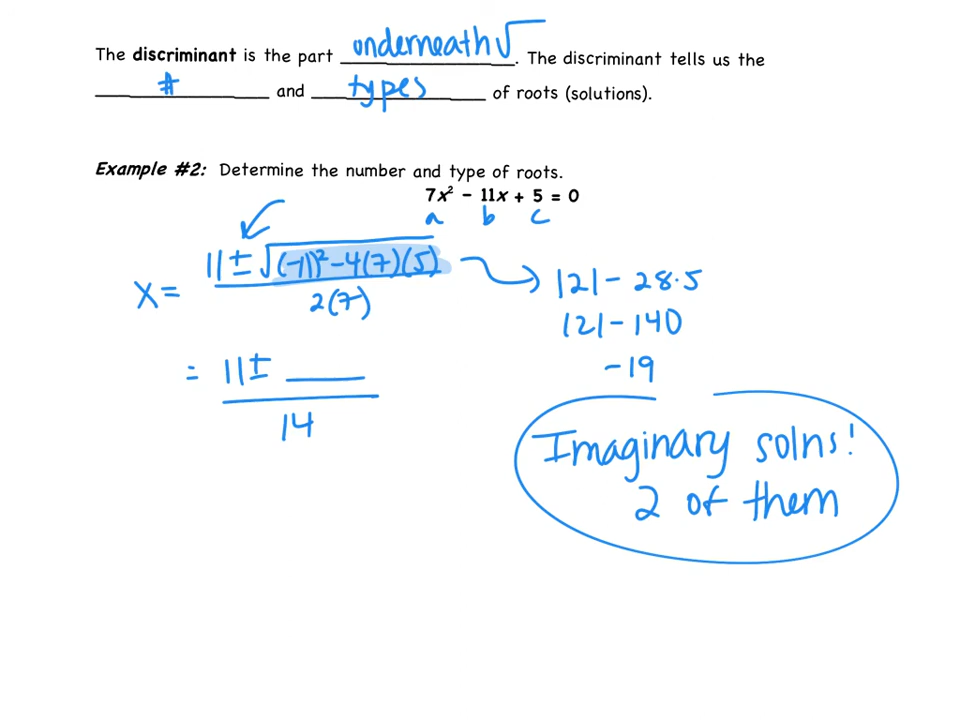 The discriminant is the part underneath√. The discriminant tells us the
# and types of roots (solutions).
Example #2: Determine the number and type of roots.
7x² - 11x + 5 = 0
a b c
x = 11 ± √(-11)² - 4(7)(5) / 2(7)
121 - 28·5
121 - 140
-19
= 11 ± ____ / 14
Imaginary solns!
2 of them